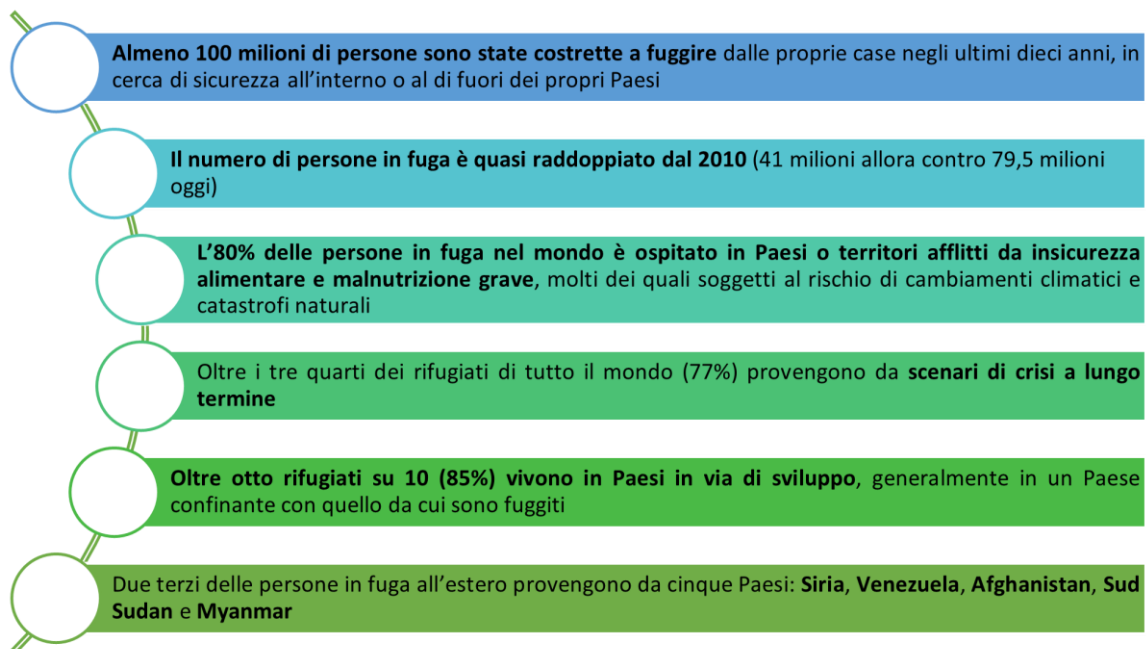 Almeno 100 milioni di persone sono state costrette a fuggire dalle proprie case negli ultimi dieci anni, in
cerca di sicurezza all’interno o al di fuori dei propri Paesi
Il numero di persone in fuga è quasi raddoppiato dal 2010 (41 milioni allora contro 79,5 milioni
oggi)
L’80% delle persone in fuga nel mondo è ospitato in Paesi o territori afflitti da insicurezza
alimentare e malnutrizione grave, molti dei quali soggetti al rischio di cambiamenti climatici e
catastrofi naturali
Oltre i tre quarti dei rifugiati di tutto il mondo (77%) provengono da scenari di crisi a lungo
termine
Oltre otto rifugiati su 10 (85%) vivono in Paesi in via di sviluppo, generalmente in un Paese
confinante con quello da cui sono fuggiti
Due terzi delle persone in fuga all’estero provengono da cinque Paesi: Siria, Venezuela, Afghanistan, Sud
Sudan e Myanmar